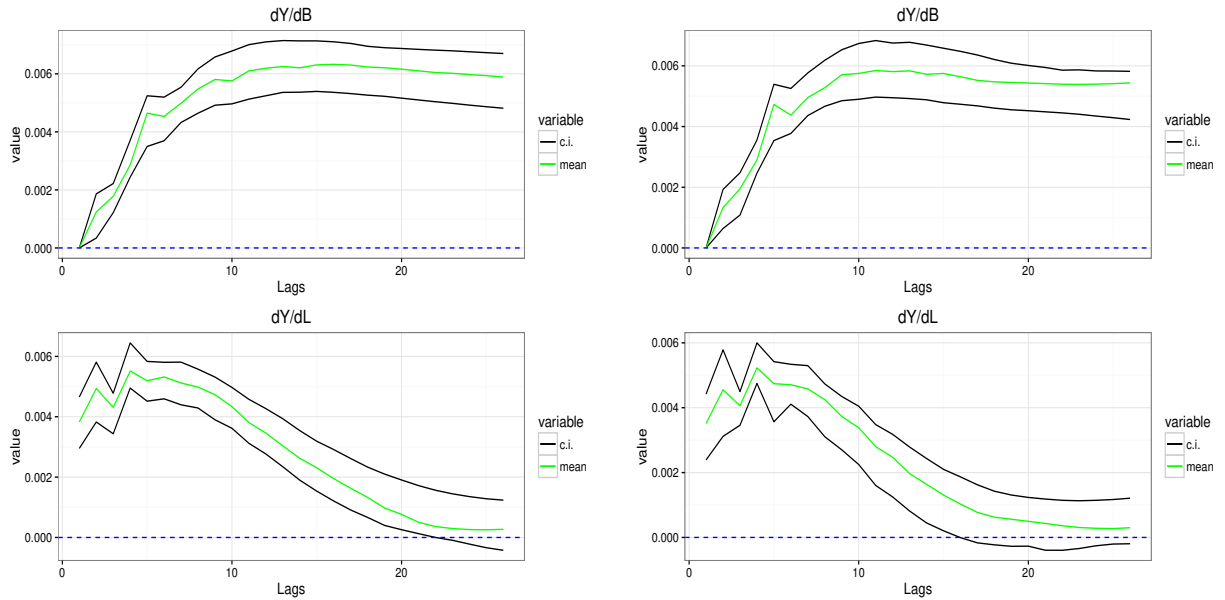 dY/dB
value
0.006
0.004
0.002
0.000
0
10
20
Lags
variable
c.i.
mean
dY/dB
value
0.006
0.004
0.002
0.000
0
10
20
Lags
variable
c.i.
mean
dY/dL
value
0.006
0.004
0.002
0.000
0
10
20
Lags
variable
c.i.
mean
dY/dL
value
0.006
0.004
0.002
0.000
0
10
20
Lags
variable
c.i.
mean